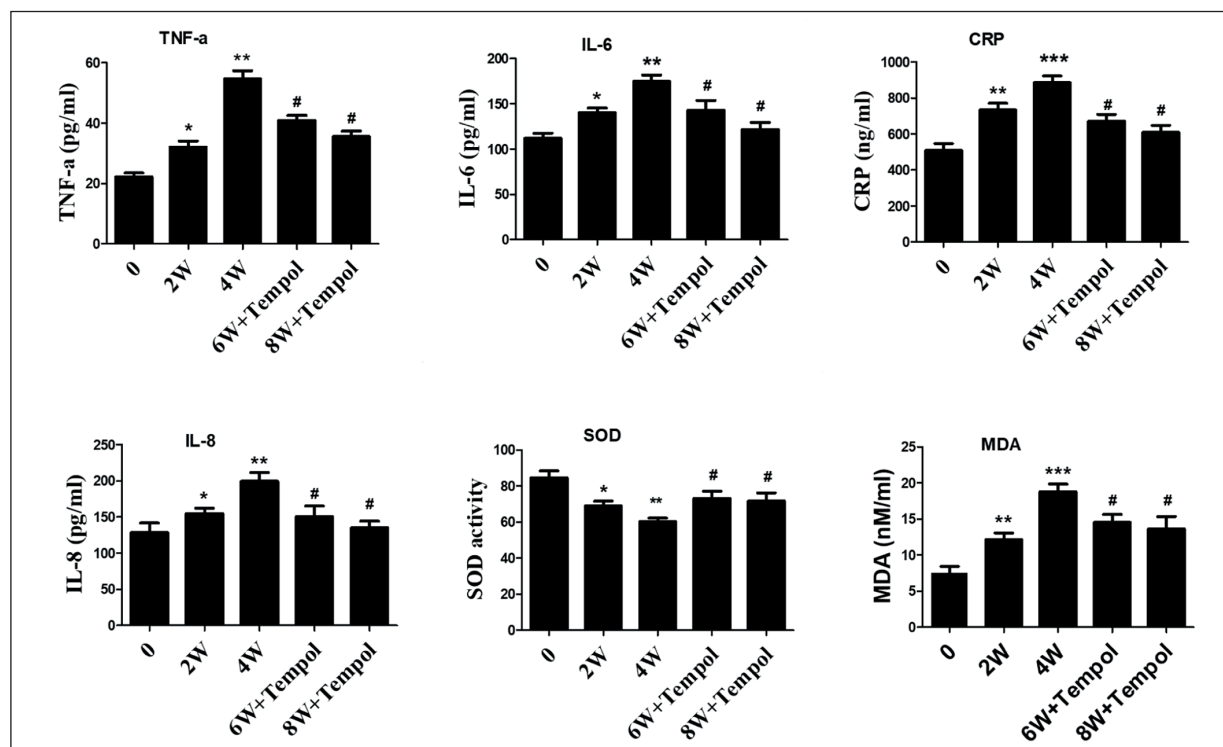 TNF-a
TNF-a (pg/ml)
60
40
20
0
**
*
#
#
0
2W
4W
6W+Tempol
8W+Tempol
IL-6
IL-6 (pg/ml)
200
150
100
50
0
*
**
#
#
0
2W
4W
6W+Tempol
8W+Tempol
CRP
CRP (ng/ml)
1000
800
600
400
200
0
**
***
#
#
0
2W
4W
6W+Tempol
8W+Tempol
IL-8
IL-8 (pg/ml)
250
200
150
100
50
0
*
**
#
#
0
2W
4W
6W+Tempol
8W+Tempol
SOD
SOD activity
100
80
60
40
20
0
*
**
#
#
0
2W
4W
6W+Tempol
8W+Tempol
MDA
MDA (nM/ml)
25
20
15
10
5
0
**
***
#
#
0
2W
4W
6W+Tempol
8W+Tempol